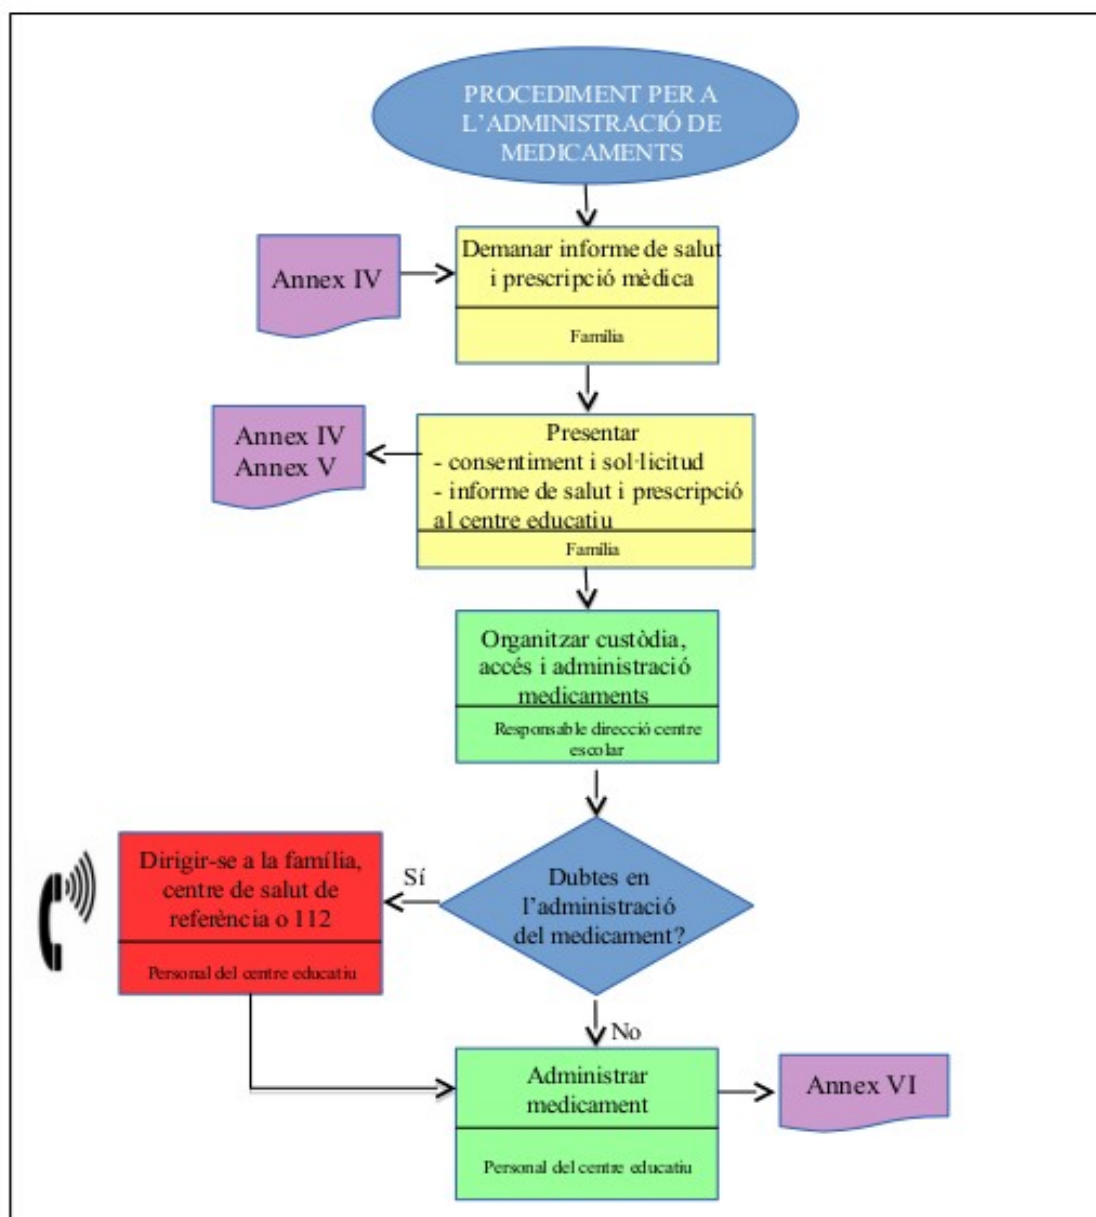 PROCEDIMENT PER A
L’ADMINISTRACIÓ DE
MEDICAMENTS
Annex IV
Demanar informe de salut
i prescripció mèdica
Família
Annex IV
Annex V
Presentar
- consentiment i sol·licitud
- informe de salut i prescripció
al centre educatiu
Família
Organitzar custòdia,
accés i administració
medicaments
Responsable direcció centre
escolar
Dirigir-se a la família,
centre de salut de
referència o 112
Personal del centre educatiu
Sí
Dubtes en
l’administració
del medicament?
No
Administrar
medicament
Personal del centre educatiu
Annex VI